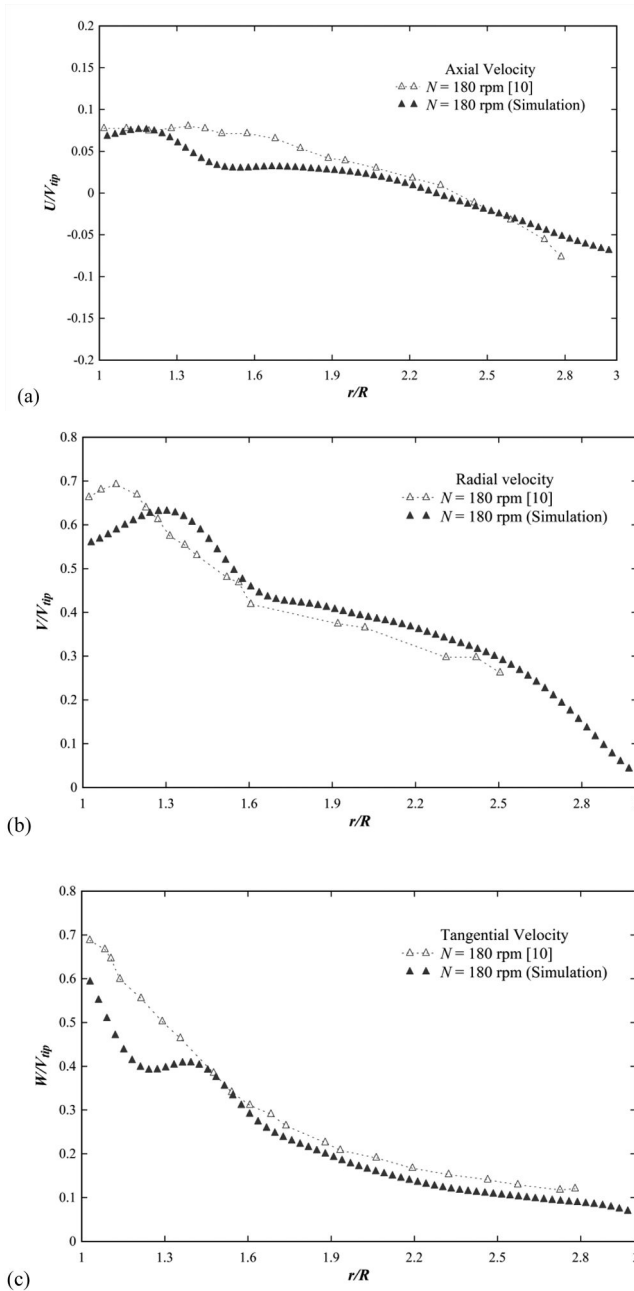 0.2
0.15
0.1
0.05
0
-0.05
-0.1
-0.15
-0.2
U/Vtip
Axial Velocity
N = 180 rpm [10]
N = 180 rpm (Simulation)
1 1.3 1.6 1.9 2.2 2.5 2.8 3
r/R
(a)
0.8
0.7
0.6
0.5
0.4
0.3
0.2
0.1
0
V/Vtip
Radial velocity
N = 180 rpm [10]
N = 180 rpm (Simulation)
1 1.3 1.6 1.9 2.2 2.5 2.8
r/R
(b)
0.8
0.7
0.6
0.5
0.4
0.3
0.2
0.1
0
W/Vtip
Tangential Velocity
N = 180 rpm [10]
N = 180 rpm (Simulation)
1 1.3 1.6 1.9 2.2 2.5 2.8
r/R
(c)